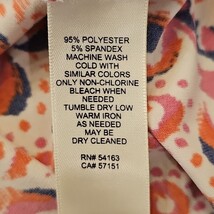 95% POLYESTER
5% SPANDEX
MACHINE WASH
COLD WITH
SIMILAR COLORS
ONLY NON-CHLORINE
BLEACH WHEN
NEEDED
TUMBLE DRY LOW
WARM IRON
AS NEEDED
MAY BE
DRY CLEANED
RN# 54163
CA# 57151